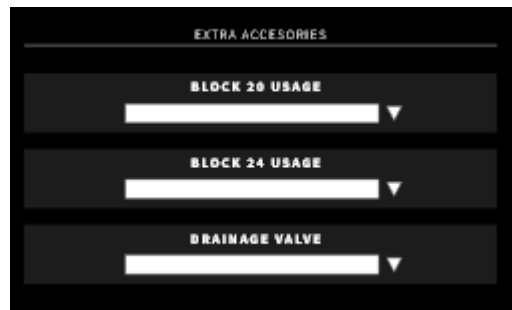 EXTRA ACCESORIES
BLOCK 20 USAGE
BLOCK 24 USAGE
DRAINAGE VALVE